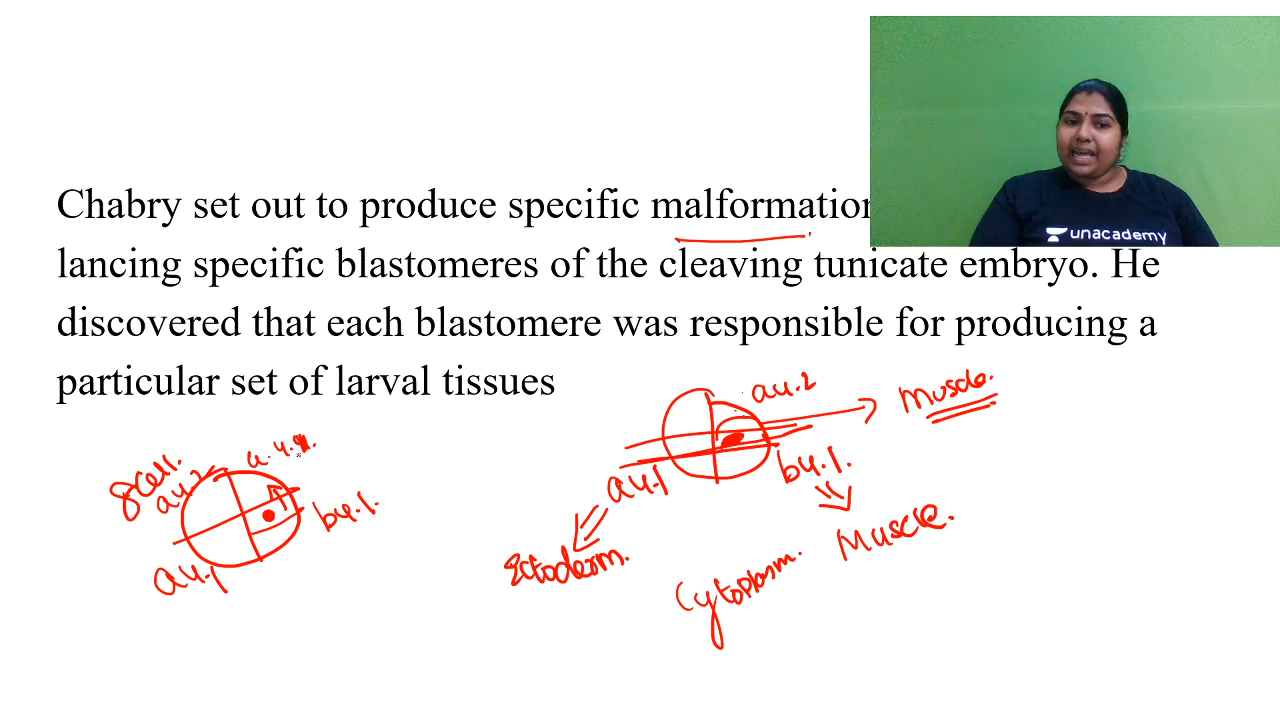 unacademy
Chabry set out to produce specific malformation
lancing specific blastomeres of the cleaving tunicate embryo. He
discovered that each blastomere was responsible for producing a
particular set of larval tissues
a4.2
Muscle.
8cell.
a4.2
b4.1.
a4.1
a4.1
b4.1.
Ectoderm.
Muscle.
Cytoplasm.